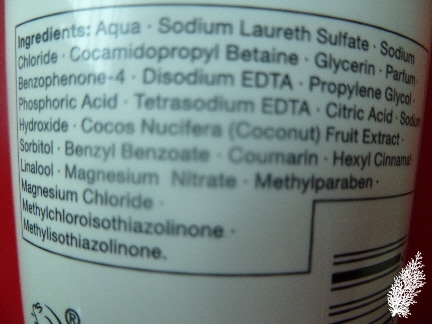 Ingredients: Aqua · Sodium Laureth Sulfate · Sodium
Chloride · Cocamidopropyl Betaine · Glycerin · Parfum ·
Benzophenone-4 · Disodium EDTA · Propylene Glycol ·
Phosphoric Acid · Tetrasodium EDTA · Citric Acid · Sodium
Hydroxide · Cocos Nucifera (Coconut) Fruit Extract ·
Sorbitol · Benzyl Benzoate · Coumarin · Hexyl Cinnamal
Linalool · Magnesium Nitrate · Methylparaben ·
Magnesium Chloride ·
Methylchloroisothiazolinone ·
Methylisothiazolinone.
®